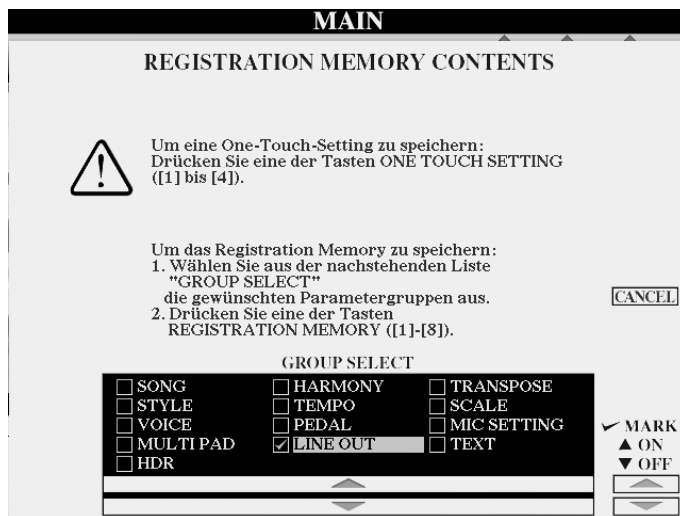 MAIN
REGISTRATION MEMORY CONTENTS
Um eine One-Touch-Setting zu speichern:
Drücken Sie eine der Tasten ONE TOUCH SETTING
([1] bis [4]).
Um das Registration Memory zu speichern:
1. Wählen Sie aus der nachstehenden Liste
"GROUP SELECT"
die gewünschten Parametergruppen aus.
2. Drücken Sie eine der Tasten
REGISTRATION MEMORY ([1]-[8]).
CANCEL
GROUP SELECT
SONG HARMONY TRANSPOSE
STYLE TEMPO SCALE
VOICE PEDAL MIC SETTING
MULTI PAD LINE OUT TEXT
HDR
MARK
▲ ON
▼ OFF